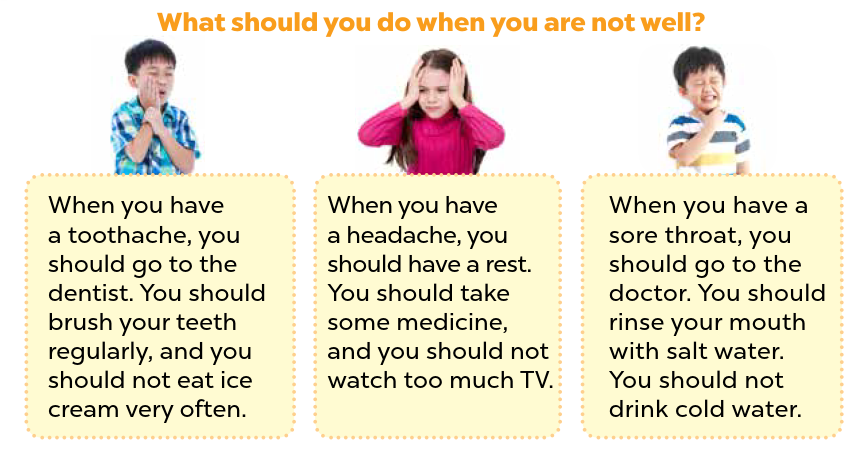 What should you do when you are not well?
When you have
a toothache, you
should go to the
dentist. You should
brush your teeth
regularly, and you
should not eat ice
cream very often.
When you have
a headache, you
should have a rest.
You should take
some medicine,
and you should not
watch too much TV.
When you have a
sore throat, you
should go to the
doctor. You should
rinse your mouth
with salt water.
You should not
drink cold water.